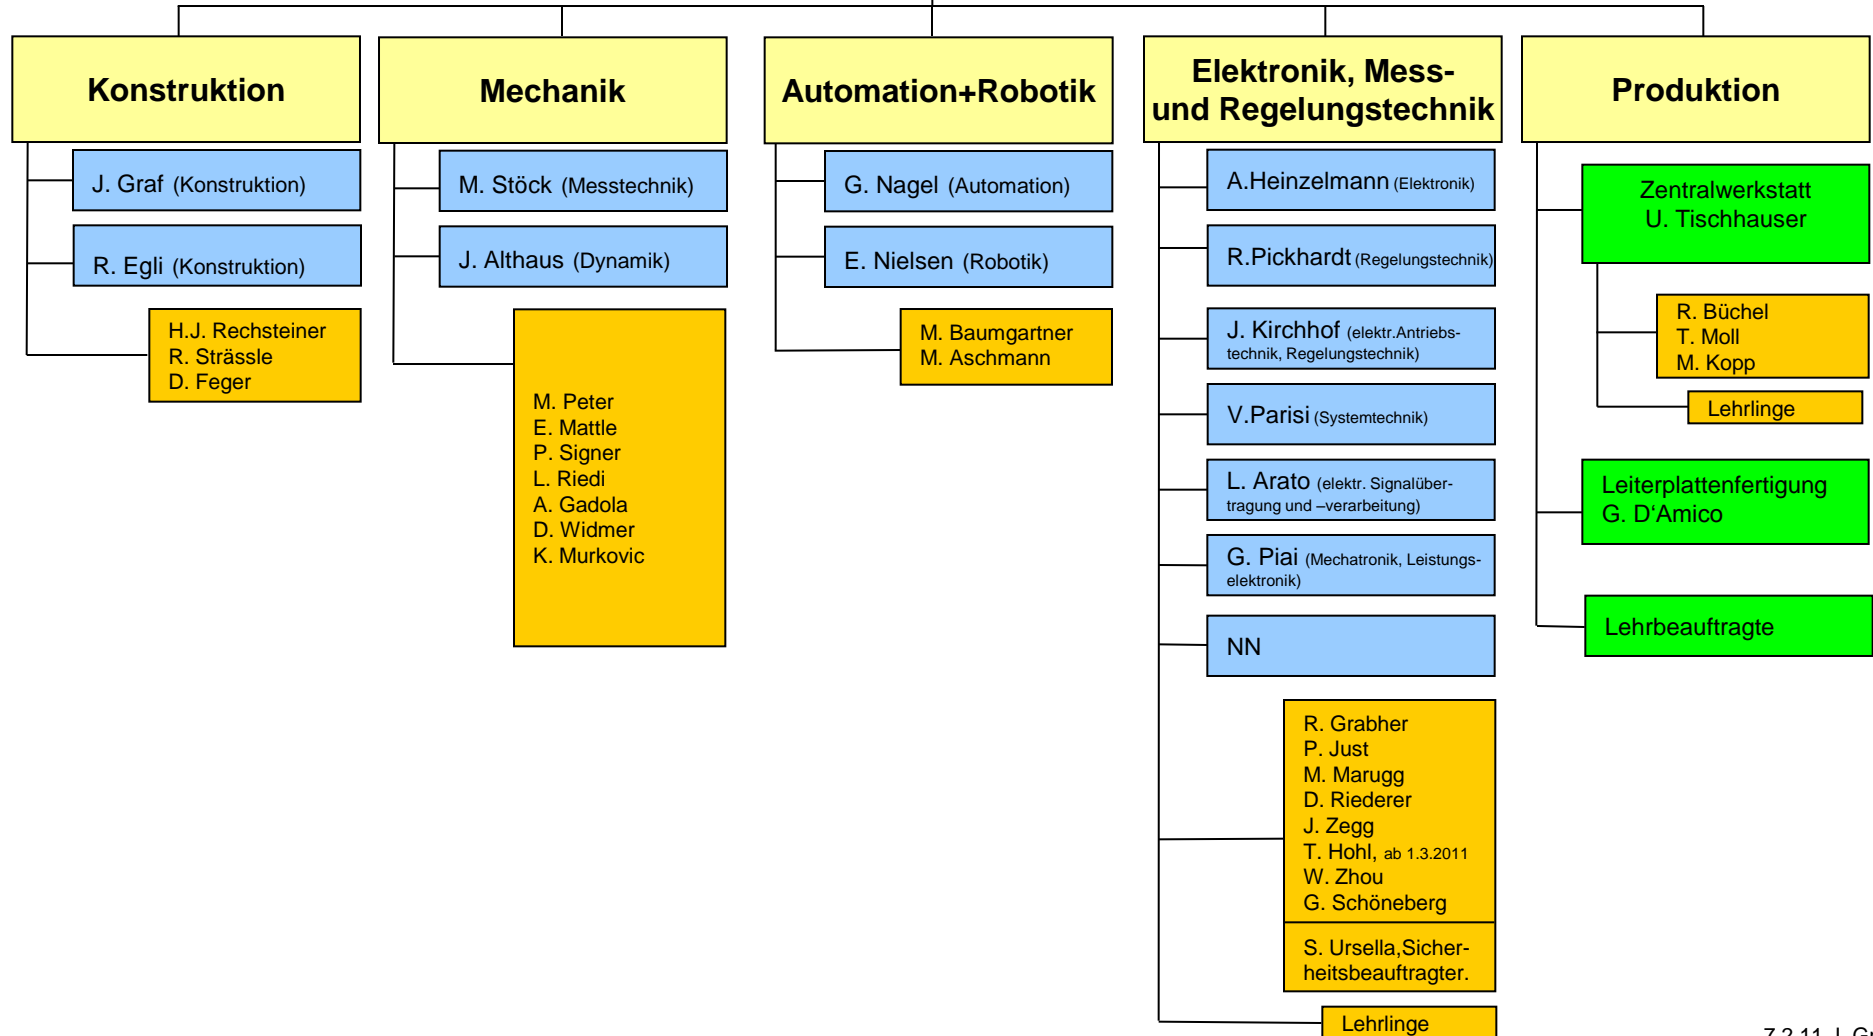 Konstruktion
J. Graf (Konstruktion)
R. Egli (Konstruktion)
H.J. Rechsteiner
R. Strässle
D. Feger
Mechanik
M. Stöck (Messtechnik)
J. Althaus (Dynamik)
M. Peter
E. Mattle
P. Signer
L. Riedi
A. Gadola
D. Widmer
K. Murkovic
Automation+Robotik
G. Nagel (Automation)
E. Nielsen (Robotik)
M. Baumgartner
M. Aschmann
Elektronik, Mess-
und Regelungstechnik
A.Heinzelmann (Elektronik)
R.Pickhardt (Regelungstechnik)
J. Kirchhof (elektr.Antriebs-
technik, Regelungstechnik)
V.Parisi (Systemtechnik)
L. Arato (elektr. Signalüber-
tragung und –verarbeitung)
G. Piai (Mechatronik, Leistungs-
elektronik)
NN
R. Grabher
P. Just
M. Marugg
D. Riederer
J. Zegg
T. Hohl, ab 1.3.2011
W. Zhou
G. Schöneberg
S. Ursella,Sicher-
heitsbeauftragter.
Lehrlinge
Produktion
Zentralwerkstatt
U. Tischhauser
R. Büchel
T. Moll
M. Kopp
Lehrlinge
Leiterplattenfertigung
G. D‘Amico
Lehrbeauftragte